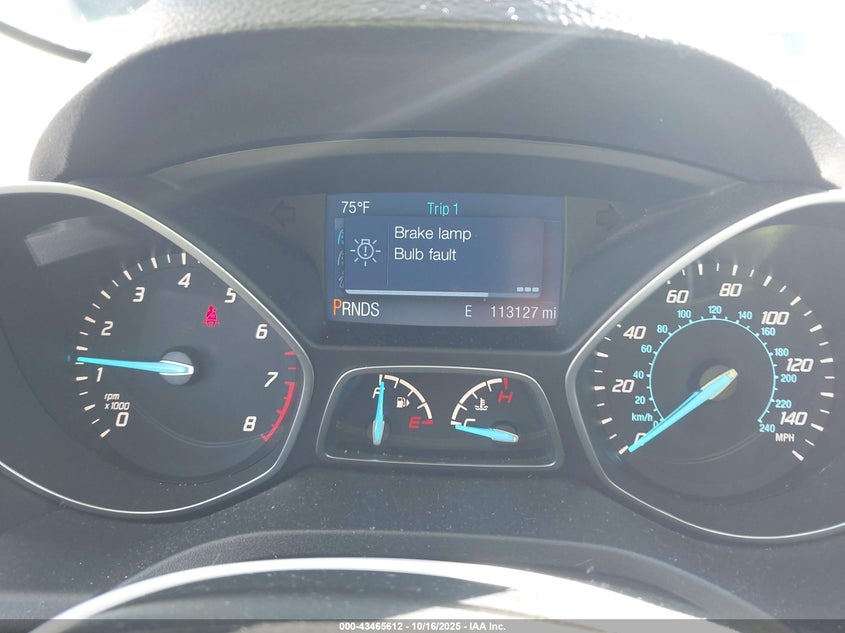 75°F Trip 1
Brake lamp
Bulb fault
PRNDS E 113127 mi
0 1 2 3 4 5 6 7 8
rpm
x1000
F E
C H
0 20 40 60 80 100 120 140
0 20 40 60 80 100 120 140 160 180 200 220 240
km/h
MPH
000-43465612 - 10/16/2025 - IAA Inc.